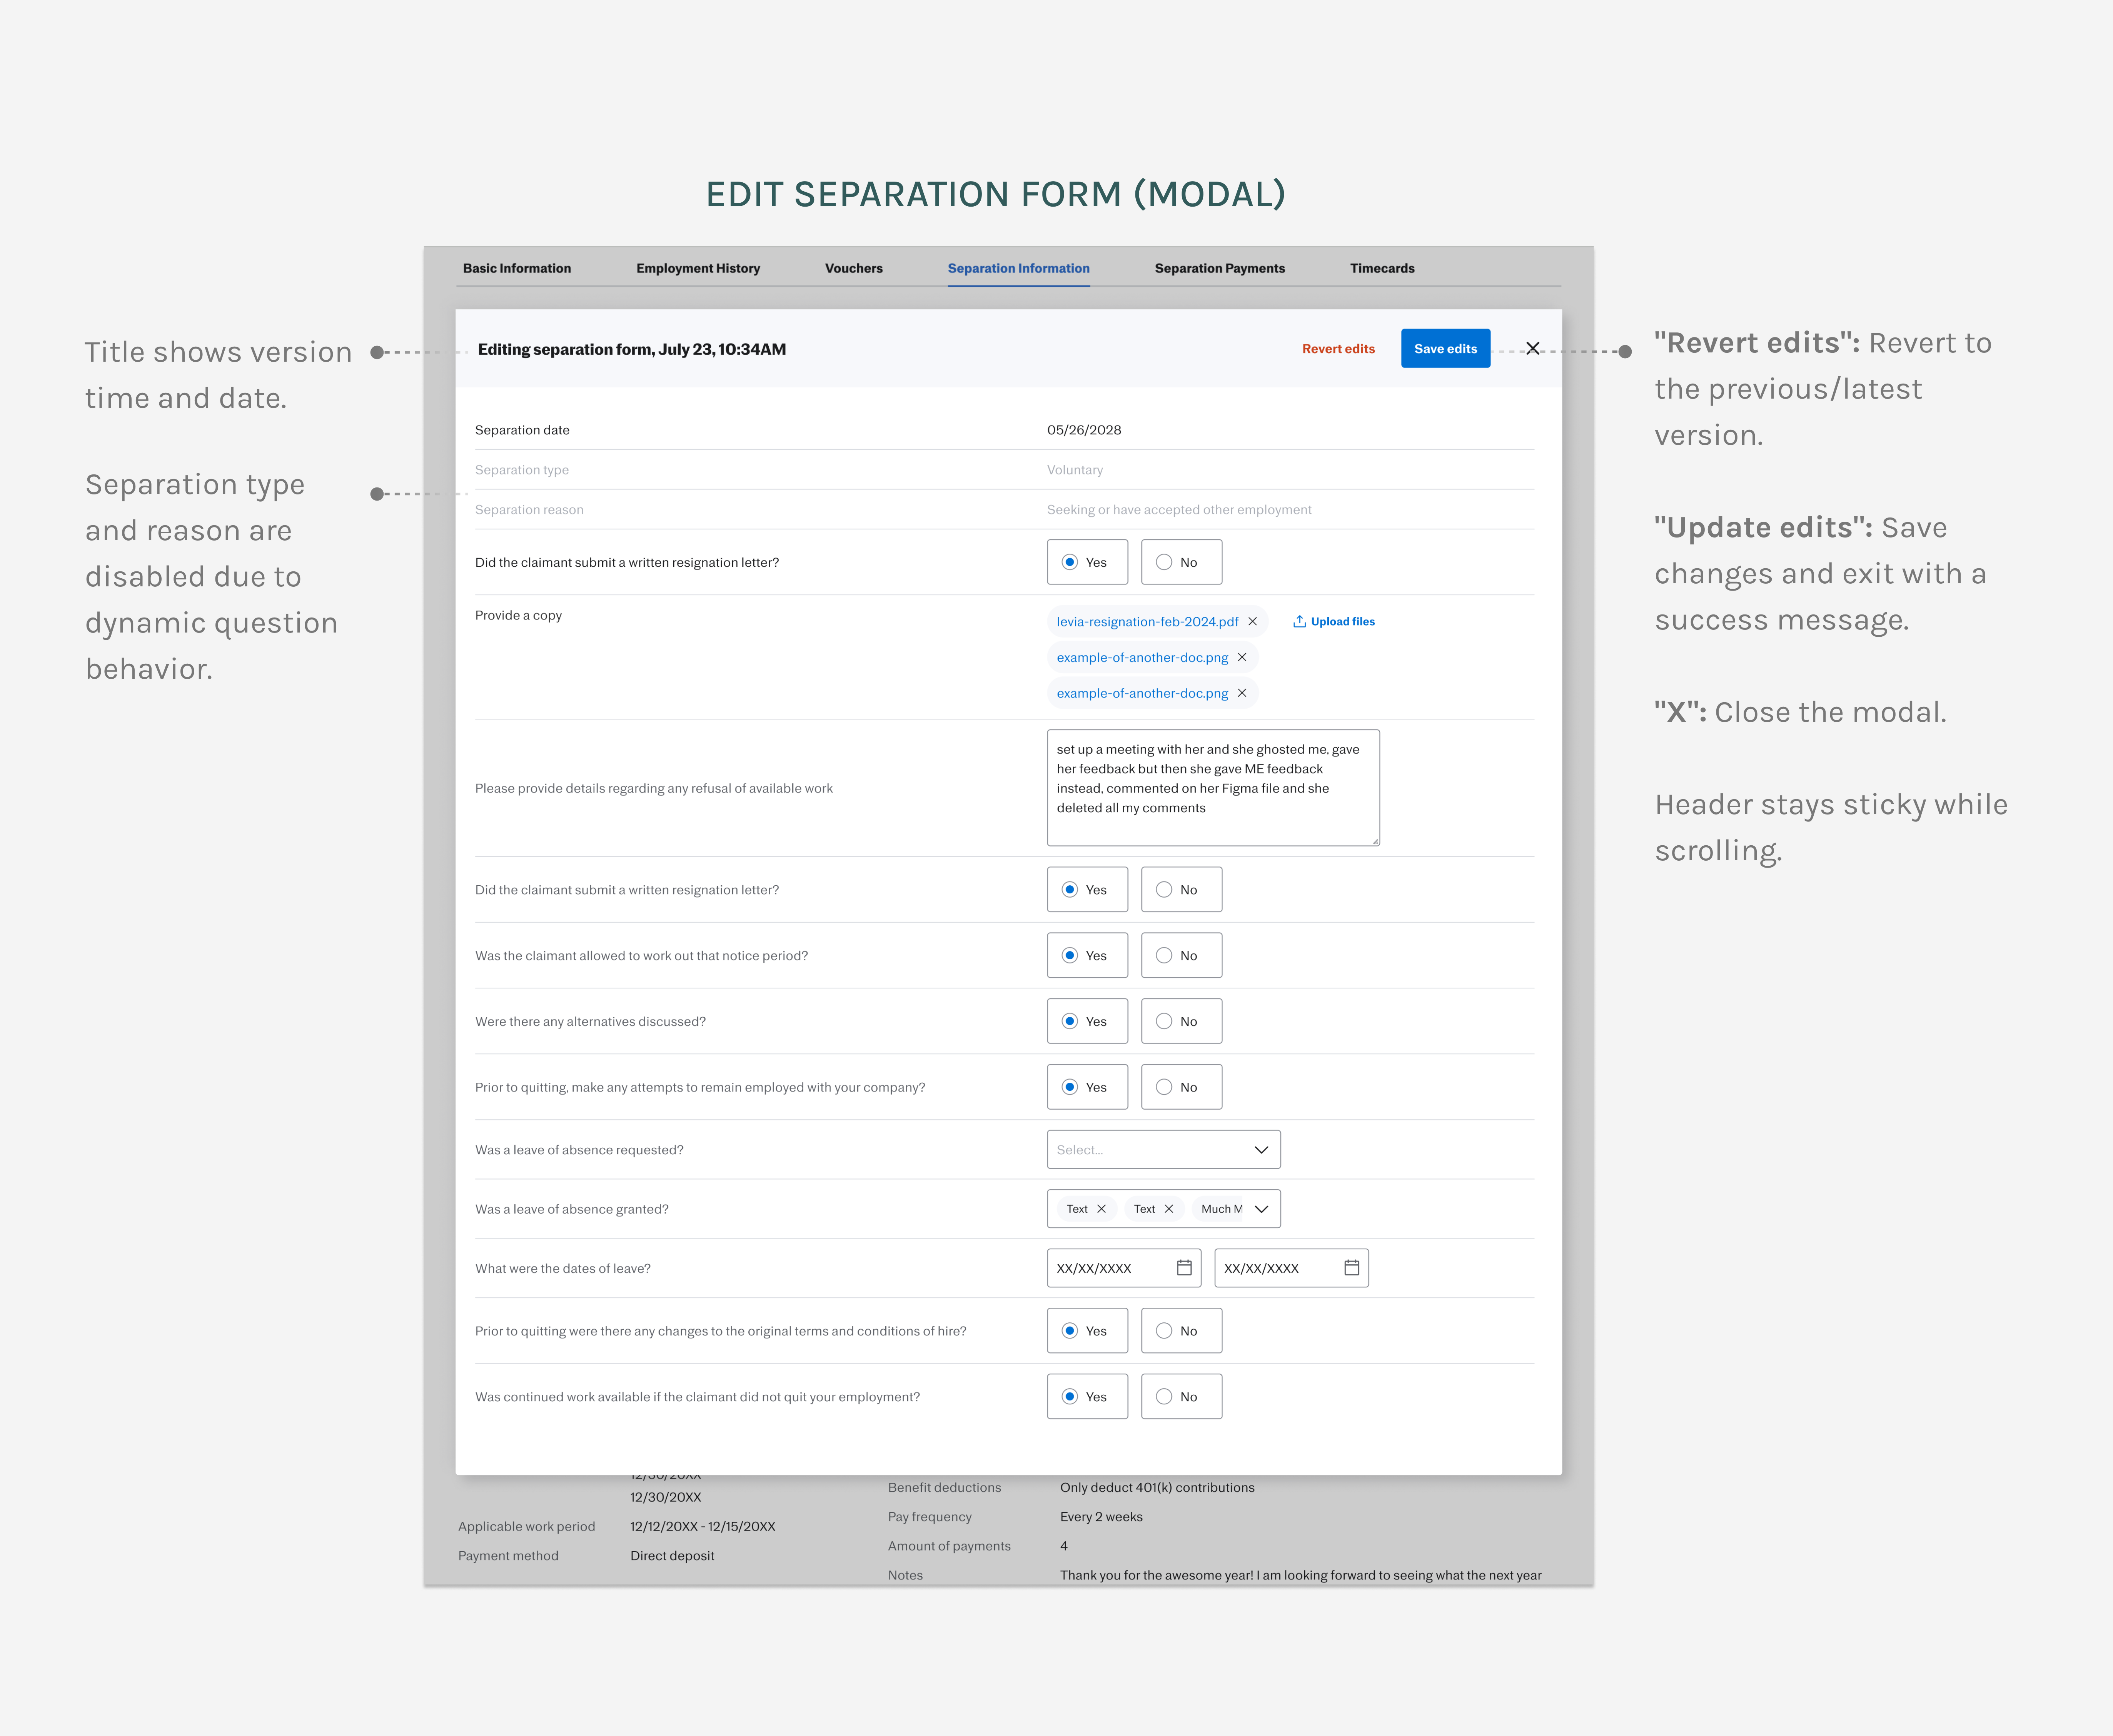 EDIT SEPARATION FORM (MODAL)
Basic Information Employment History Vouchers Separation Information Separation Payments Timecards
Title shows version
time and date.
Separation type
and reason are
disabled due to
dynamic question
behavior.
Editing separation form, July 23, 10:34AM Revert edits Save edits
Separation date 05/26/2028
Separation type Voluntary
Separation reason Seeking or have accepted other employment
Did the claimant submit a written resignation letter? Yes No
Provide a copy levia-resignation-feb-2024.pdf Upload files
example-of-another-doc.png
example-of-another-doc.png
Please provide details regarding any refusal of available work
set up a meeting with her and she ghosted me, gave
her feedback but then she gave ME feedback
instead, commented on her Figma file and she
deleted all my comments
Did the claimant submit a written resignation letter? Yes No
Was the claimant allowed to work out that notice period? Yes No
Were there any alternatives discussed? Yes No
Prior to quitting, make any attempts to remain employed with your company? Yes No
Was a leave of absence requested? Select...
Was a leave of absence granted? Text Text Much M
What were the dates of leave? XX/XX/XXXX XX/XX/XXXX
Prior to quitting were there any changes to the original terms and conditions of hire? Yes No
Was continued work available if the claimant did not quit your employment? Yes No
12/30/20XX
12/30/20XX
Applicable work period 12/12/20XX - 12/15/20XX
Payment method Direct deposit
Benefit deductions Only deduct 401(k) contributions
Pay frequency Every 2 weeks
Amount of payments 4
Notes Thank you for the awesome year! I am looking forward to seeing what the next year
"Revert edits": Revert to
the previous/latest
version.
"Update edits": Save
changes and exit with a
success message.
"X": Close the modal.
Header stays sticky while
scrolling.